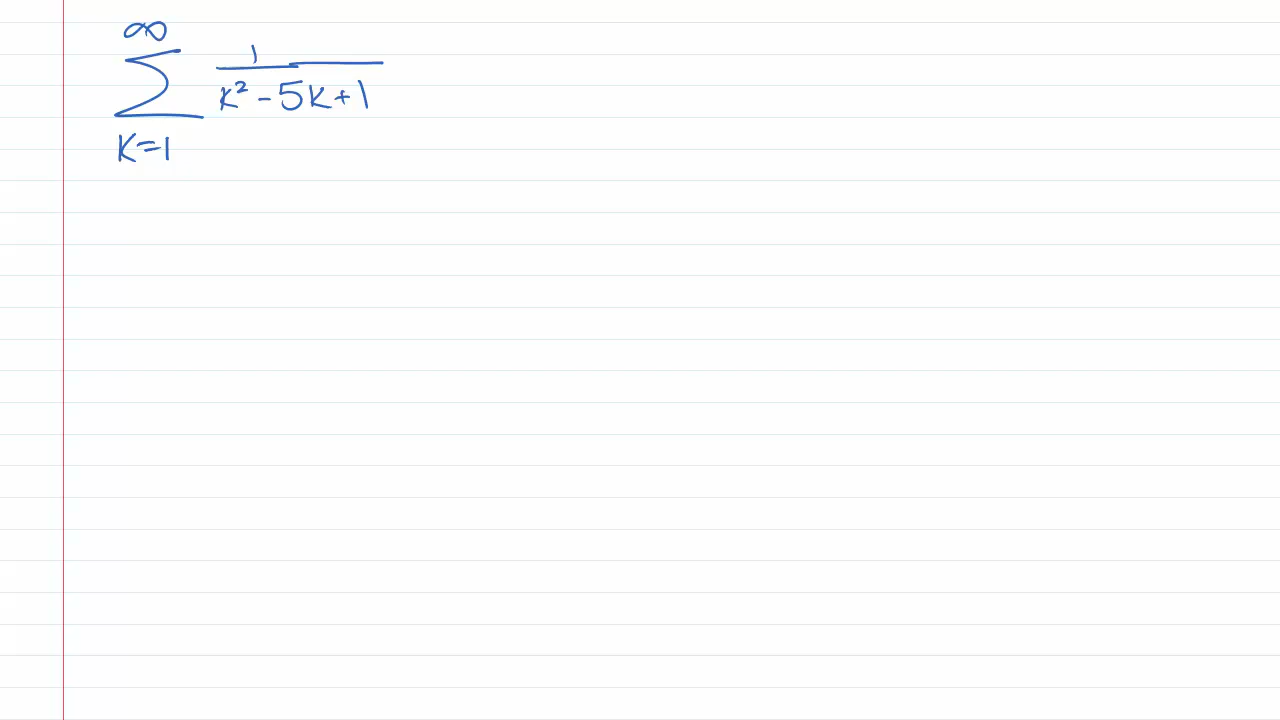 ∞
∑ 1/(k² - 5k + 1)
k=1